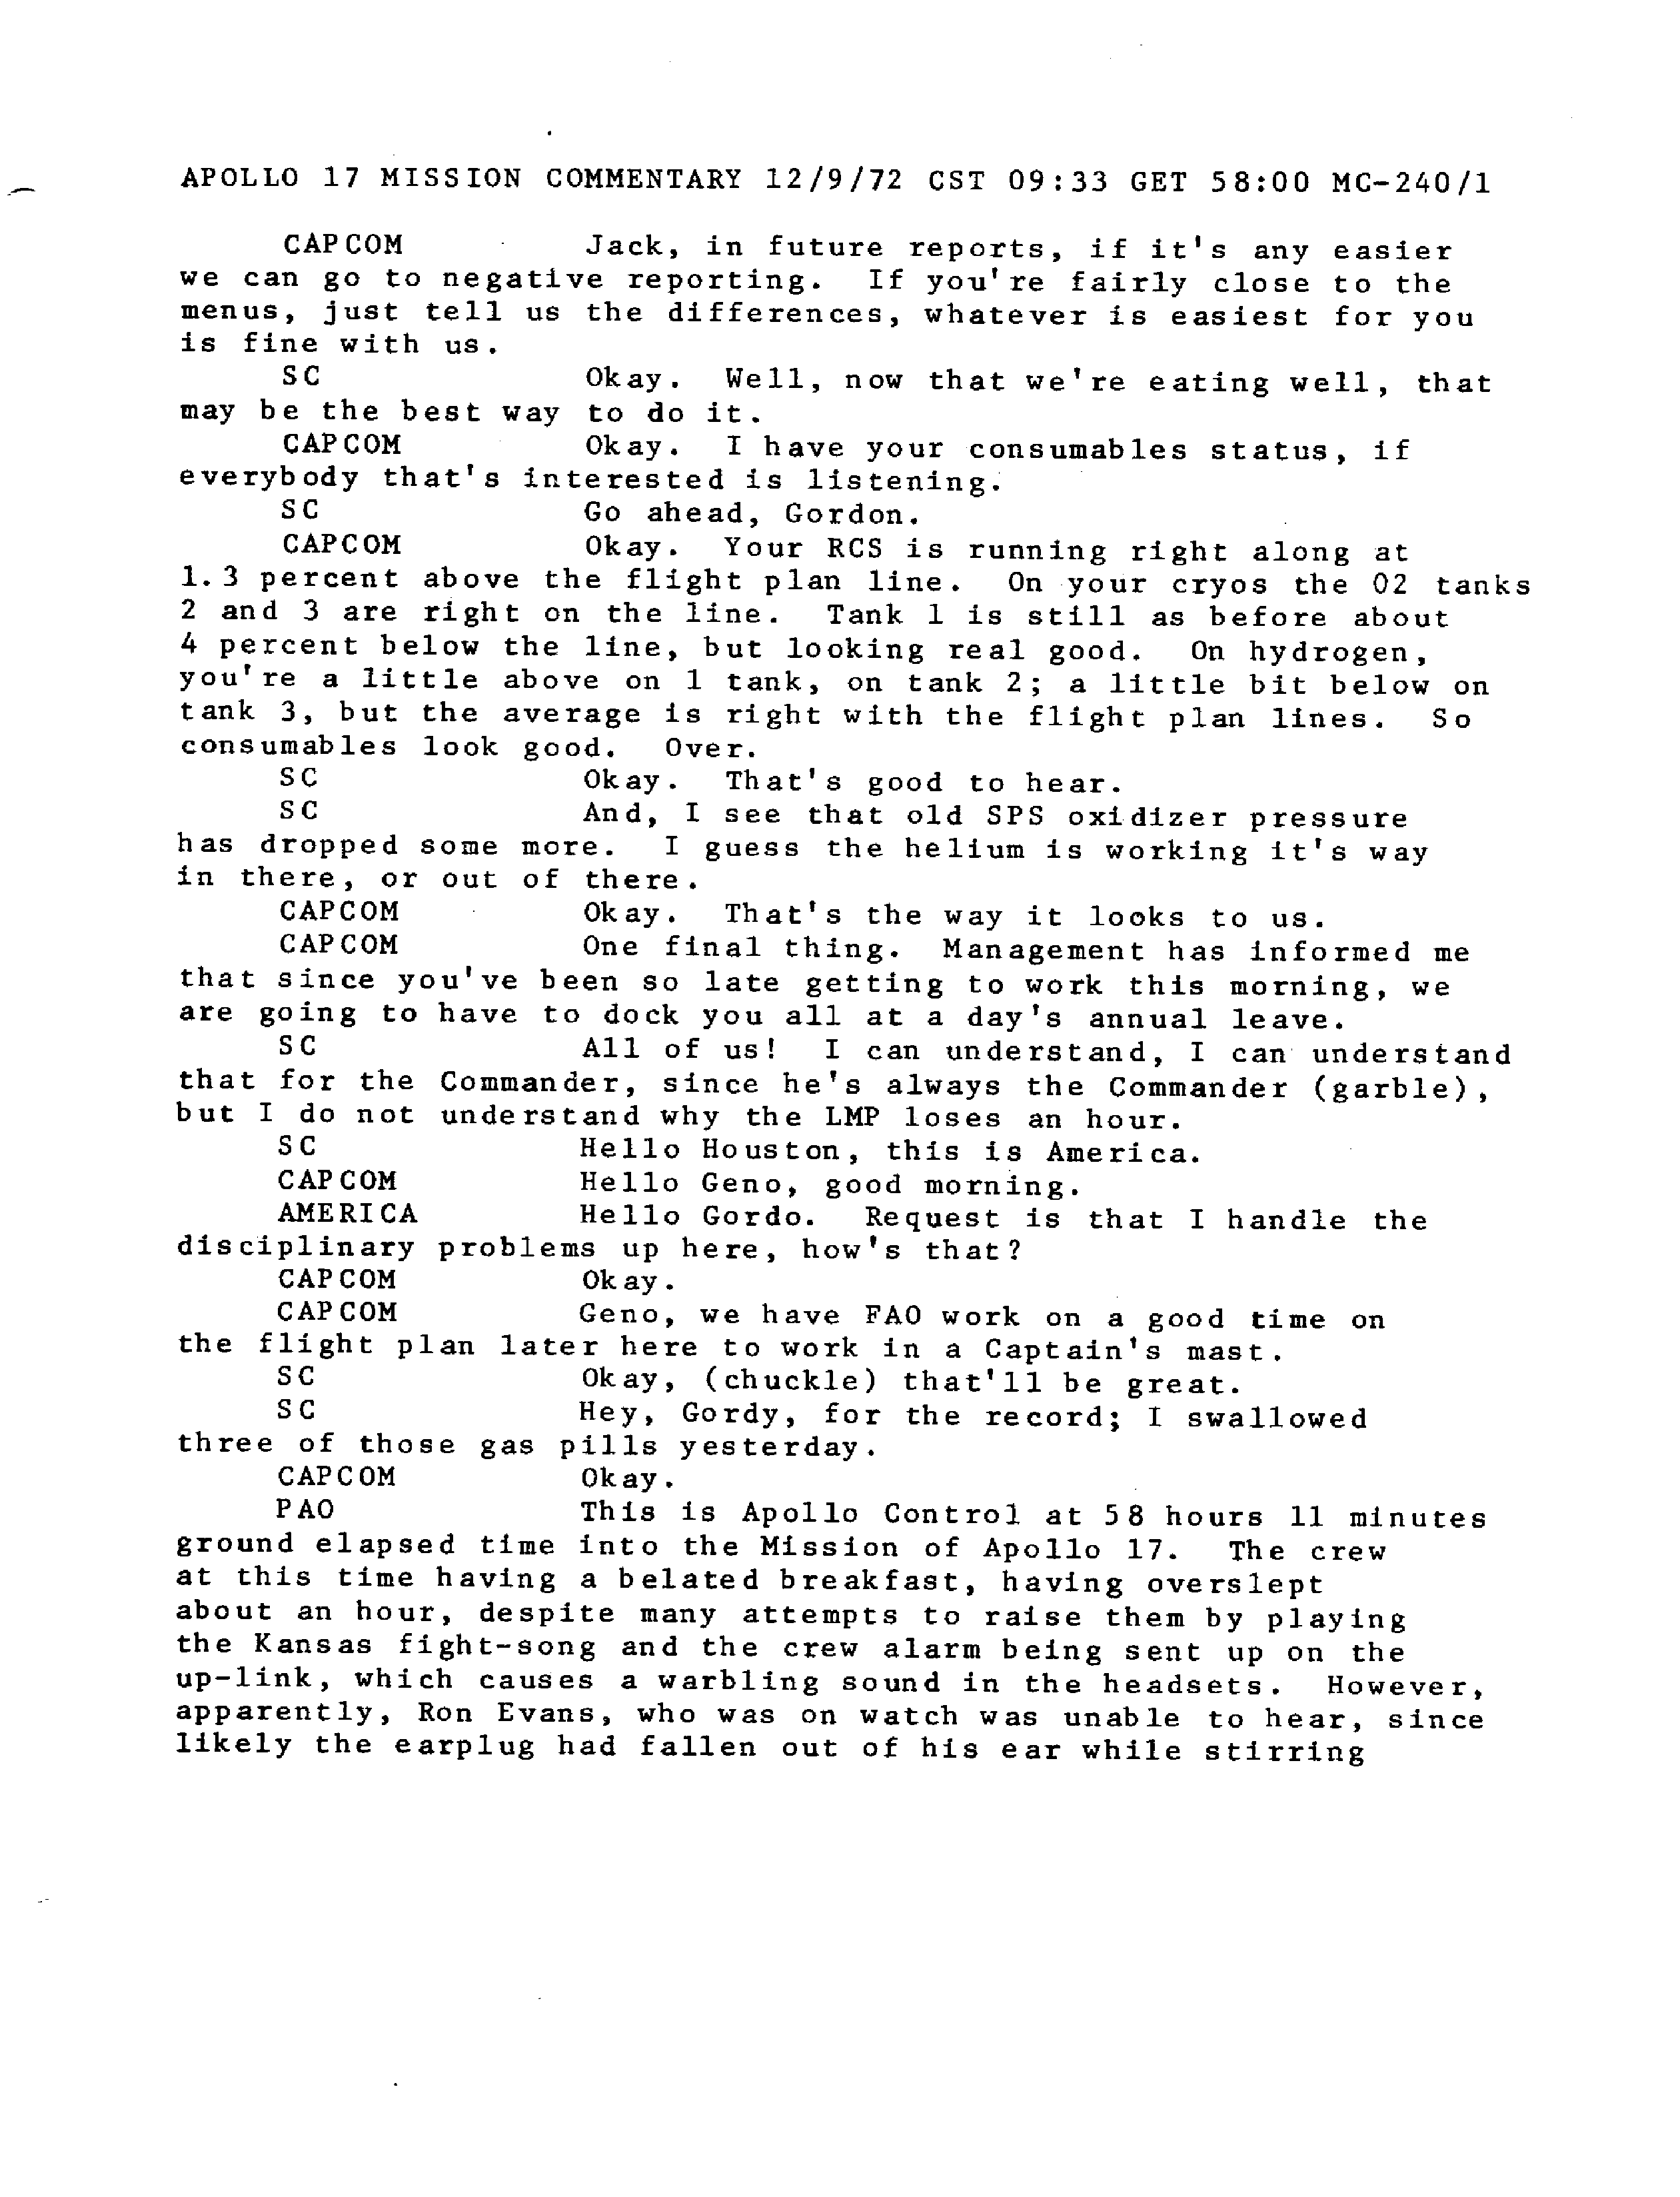 APOLLO 17 MISSION COMMENTARY 12/9/72 CST 09:33 GET 58:00 MC-240/1
CAPCOM Jack, in future reports, if it's any easier
we can go to negative reporting. If you're fairly close to the
menus, just tell us the differences, whatever is easiest for you
is fine with us.
SC Okay. Well, now that we're eating well, that
may be the best way to do it.
CAPCOM Okay. I have your consumables status, if
everybody that's interested is listening.
SC Go ahead, Gordon.
CAPCOM Okay. Your RCS is running right along at
1.3 percent above the flight plan line. On your cryos the 02 tanks
2 and 3 are right on the line. Tank 1 is still as before about
4 percent below the line, but looking real good. On hydrogen,
you're a little above on 1 tank, on tank 2; a little bit below on
tank 3, but the average is right with the flight plan lines. So
consumables look good. Over.
SC Okay. That's good to hear.
SC And, I see that old SPS oxidizer pressure
has dropped some more. I guess the helium is working it's way
in there, or out of there.
CAPCOM Okay. That's the way it looks to us.
CAPCOM One final thing. Management has informed me
that since you've been so late getting to work this morning, we
are going to have to dock you all at a day's annual leave.
SC All of us! I can understand, I can understand
that for the Commander, since he's always the Commander (garble),
but I do not understand why the LMP loses an hour.
SC Hello Houston, this is America.
CAPCOM Hello Geno, good morning.
AMERICA Hello Gordo. Request is that I handle the
disciplinary problems up here, how's that?
CAPCOM Okay.
CAPCOM Geno, we have FAO work on a good time on
the flight plan later here to work in a Captain's mast.
SC Okay, (chuckle) that'll be great.
SC Hey, Gordy, for the record; I swallowed
three of those gas pills yesterday.
CAPCOM Okay.
PAO This is Apollo Control at 58 hours 11 minutes
ground elapsed time into the Mission of Apollo 17. The crew
at this time having a belated breakfast, having overslept
about an hour, despite many attempts to raise them by playing
the Kansas fight-song and the crew alarm being sent up on the
up-link, which causes a warbling sound in the headsets. However,
apparently, Ron Evans, who was on watch was unable to hear, since
likely the earplug had fallen out of his ear while stirring